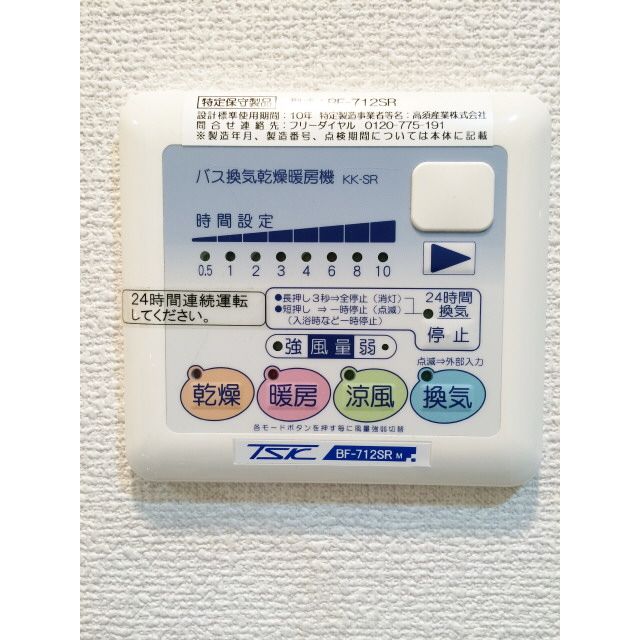 特定保守製品 BF-712SR
設計標準使用期間：10年 特定製造事業者等名：高須産業株式会社
問合せ連絡先：フリーダイヤル 0120-775-191
※製造年月、製造番号、点検期間については本体に記載
バス換気乾燥暖房機 KK-SR
時間設定
0.5 1 2 3 4 6 8 10
24時間連続運転
してください。
●長押し3秒⇒全停止（消灯）
●短押し ⇒一時停止（点滅）
（入浴時など一時停止）
24時間
換気
停止
強 風量 弱
点滅⇒外部入力
乾燥 暖房 涼風 換気
各モードボタンを押す毎に風量強弱切替
TSK BF-712SR M